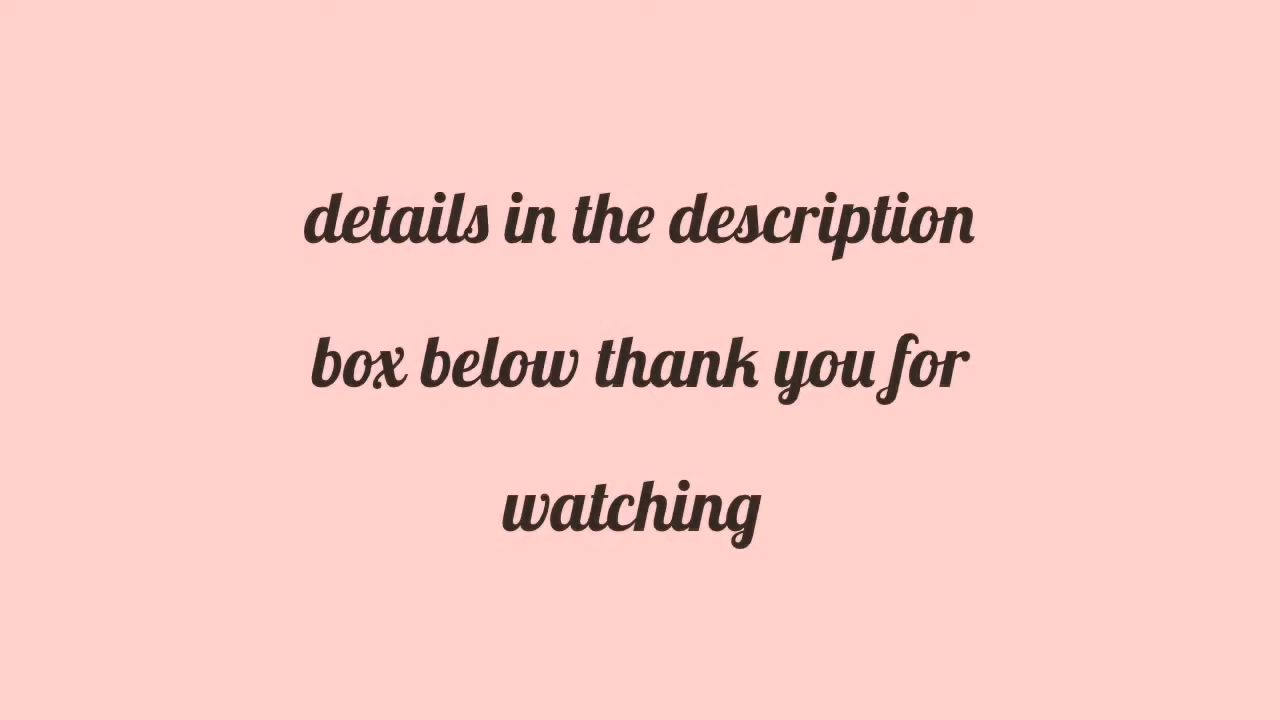 details in the description
box below thank you for
watching